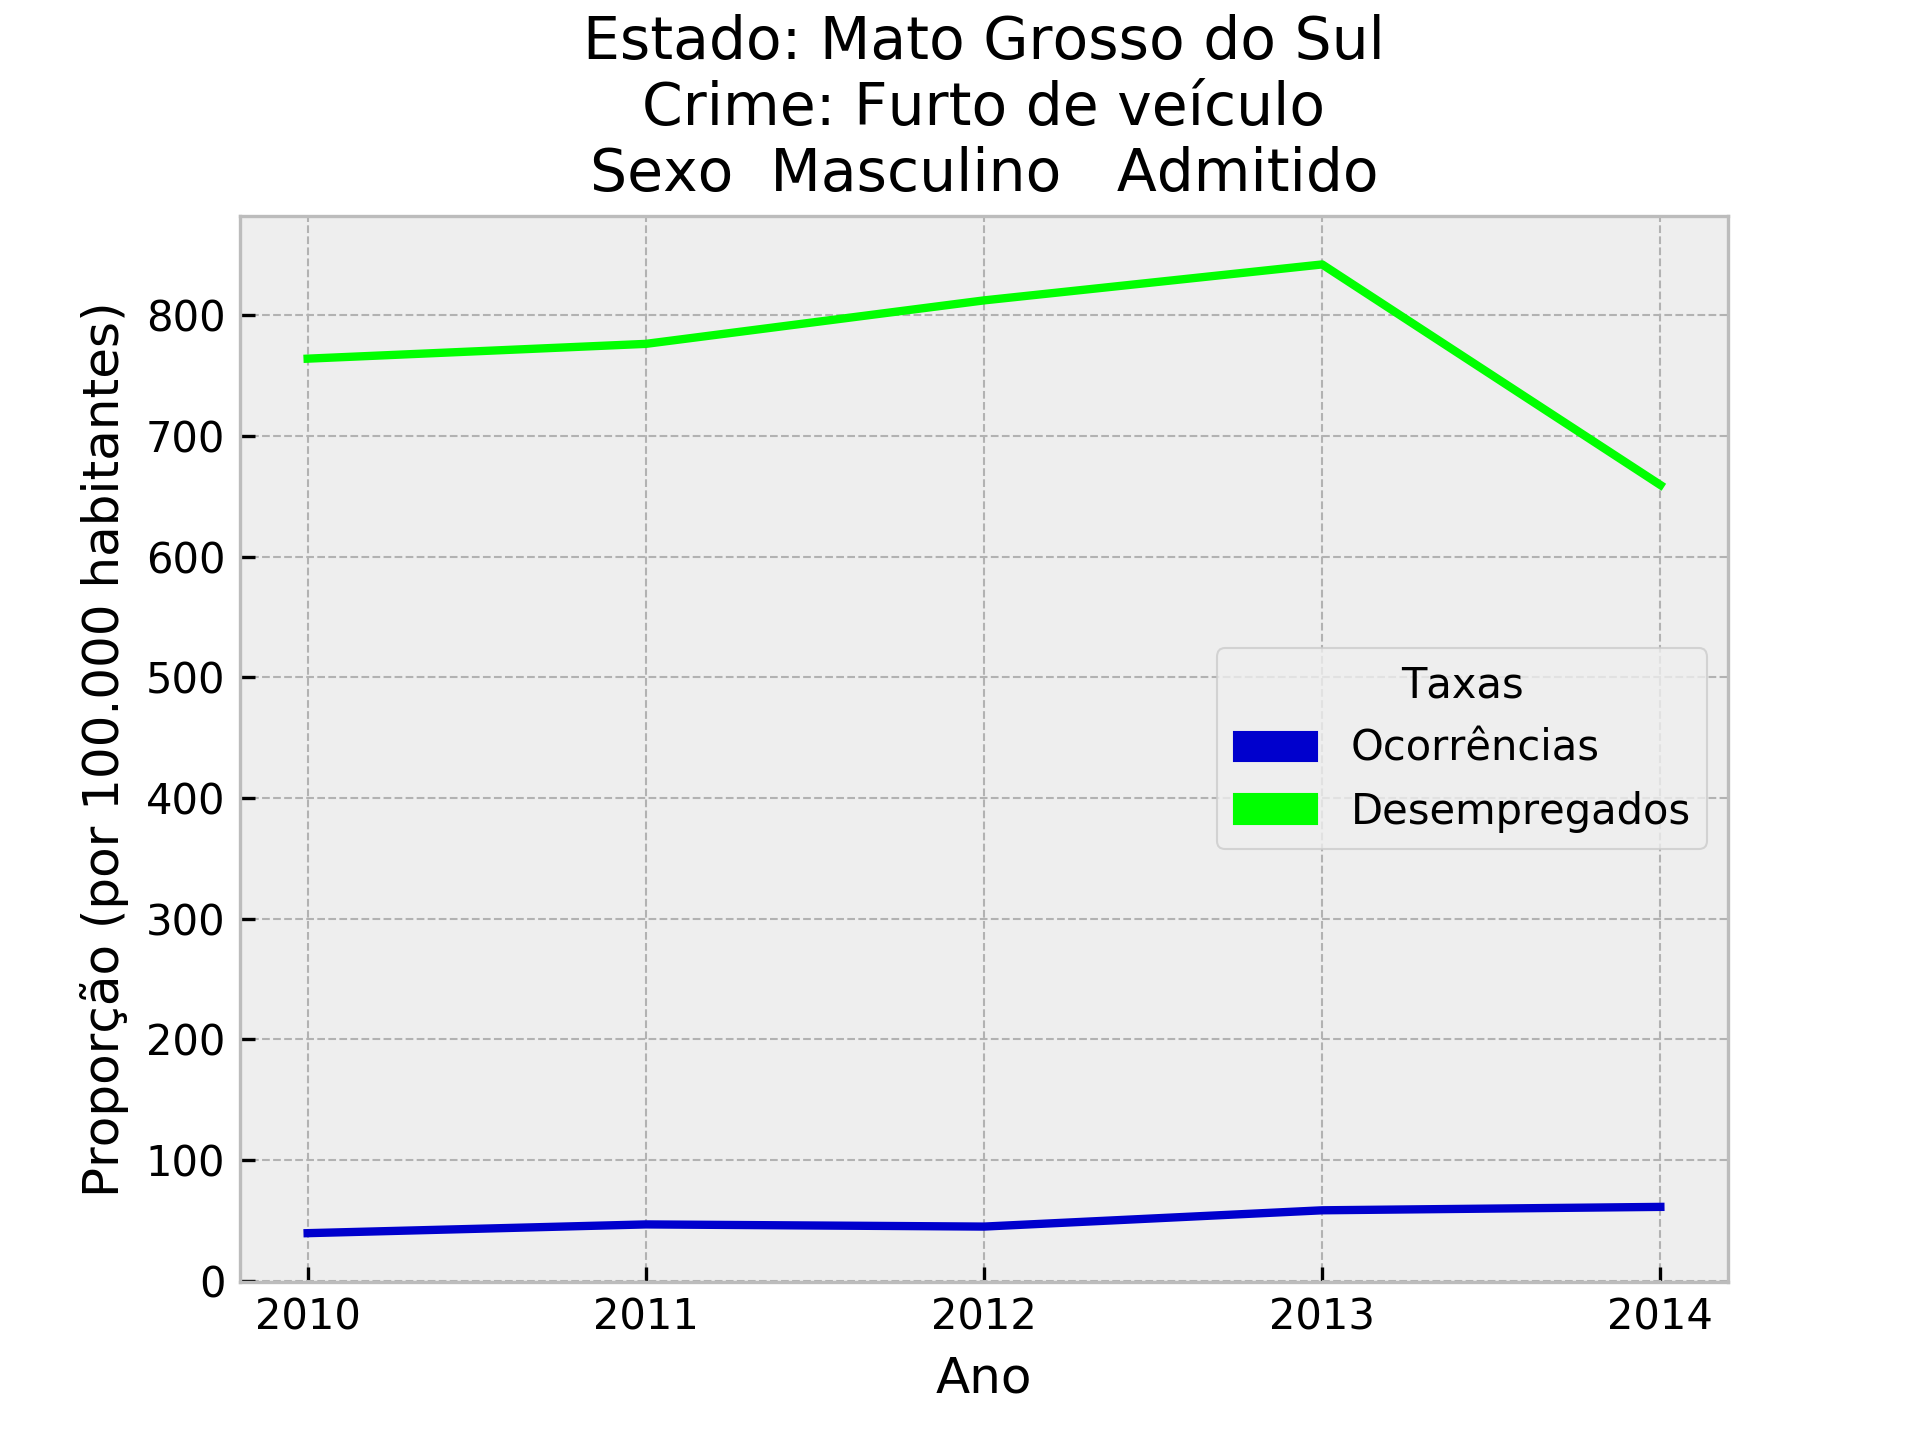 Estado: Mato Grosso do Sul
Crime: Furto de veículo
Sexo  Masculino   Admitido
Proporção (por 100.000 habitantes)
800
700
600
500
400
300
200
100
0
Taxas
Ocorrências
Desempregados
2010 2011 2012 2013 2014
Ano